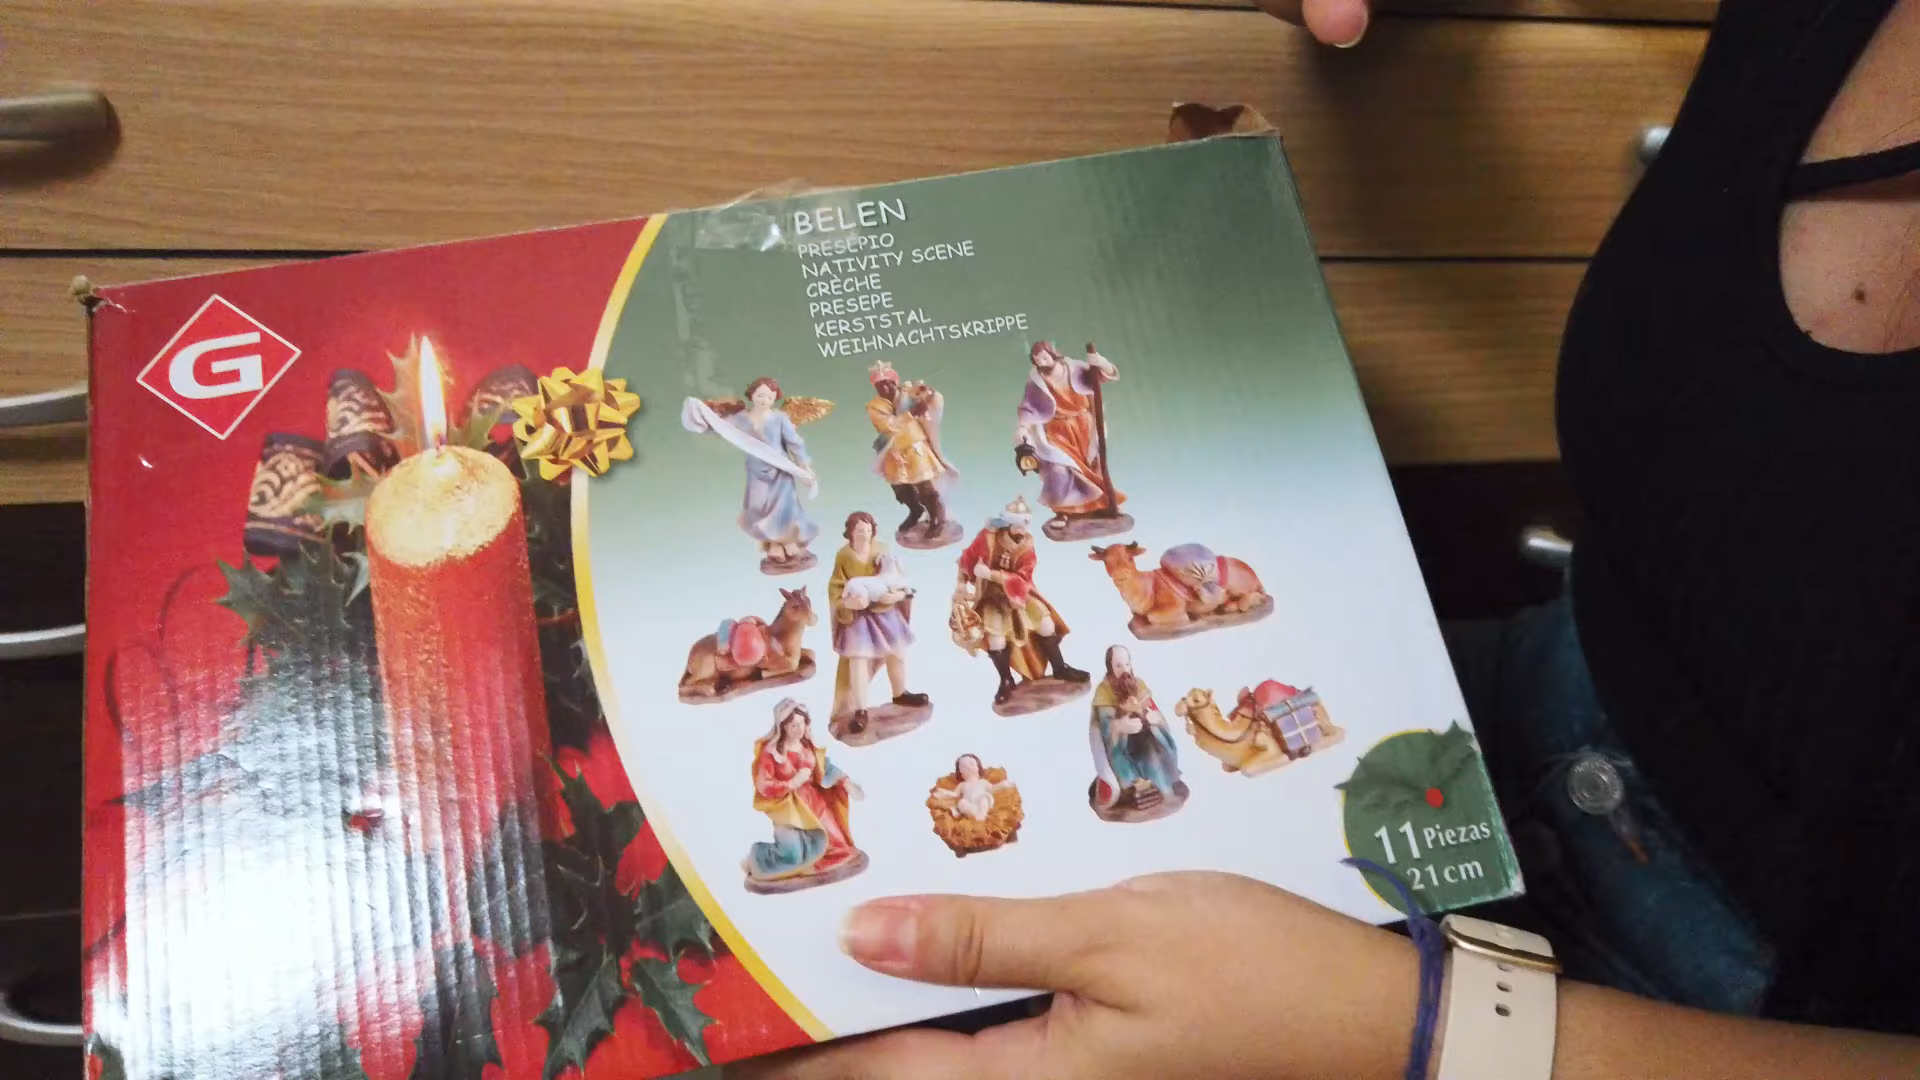 G
BELEN
PRESEPIO
NATIVITY SCENE
CRÈCHE
PRESEPE
KERSTSTAL
WEIHNACHTSKRIPPE
11 Piezas
21cm